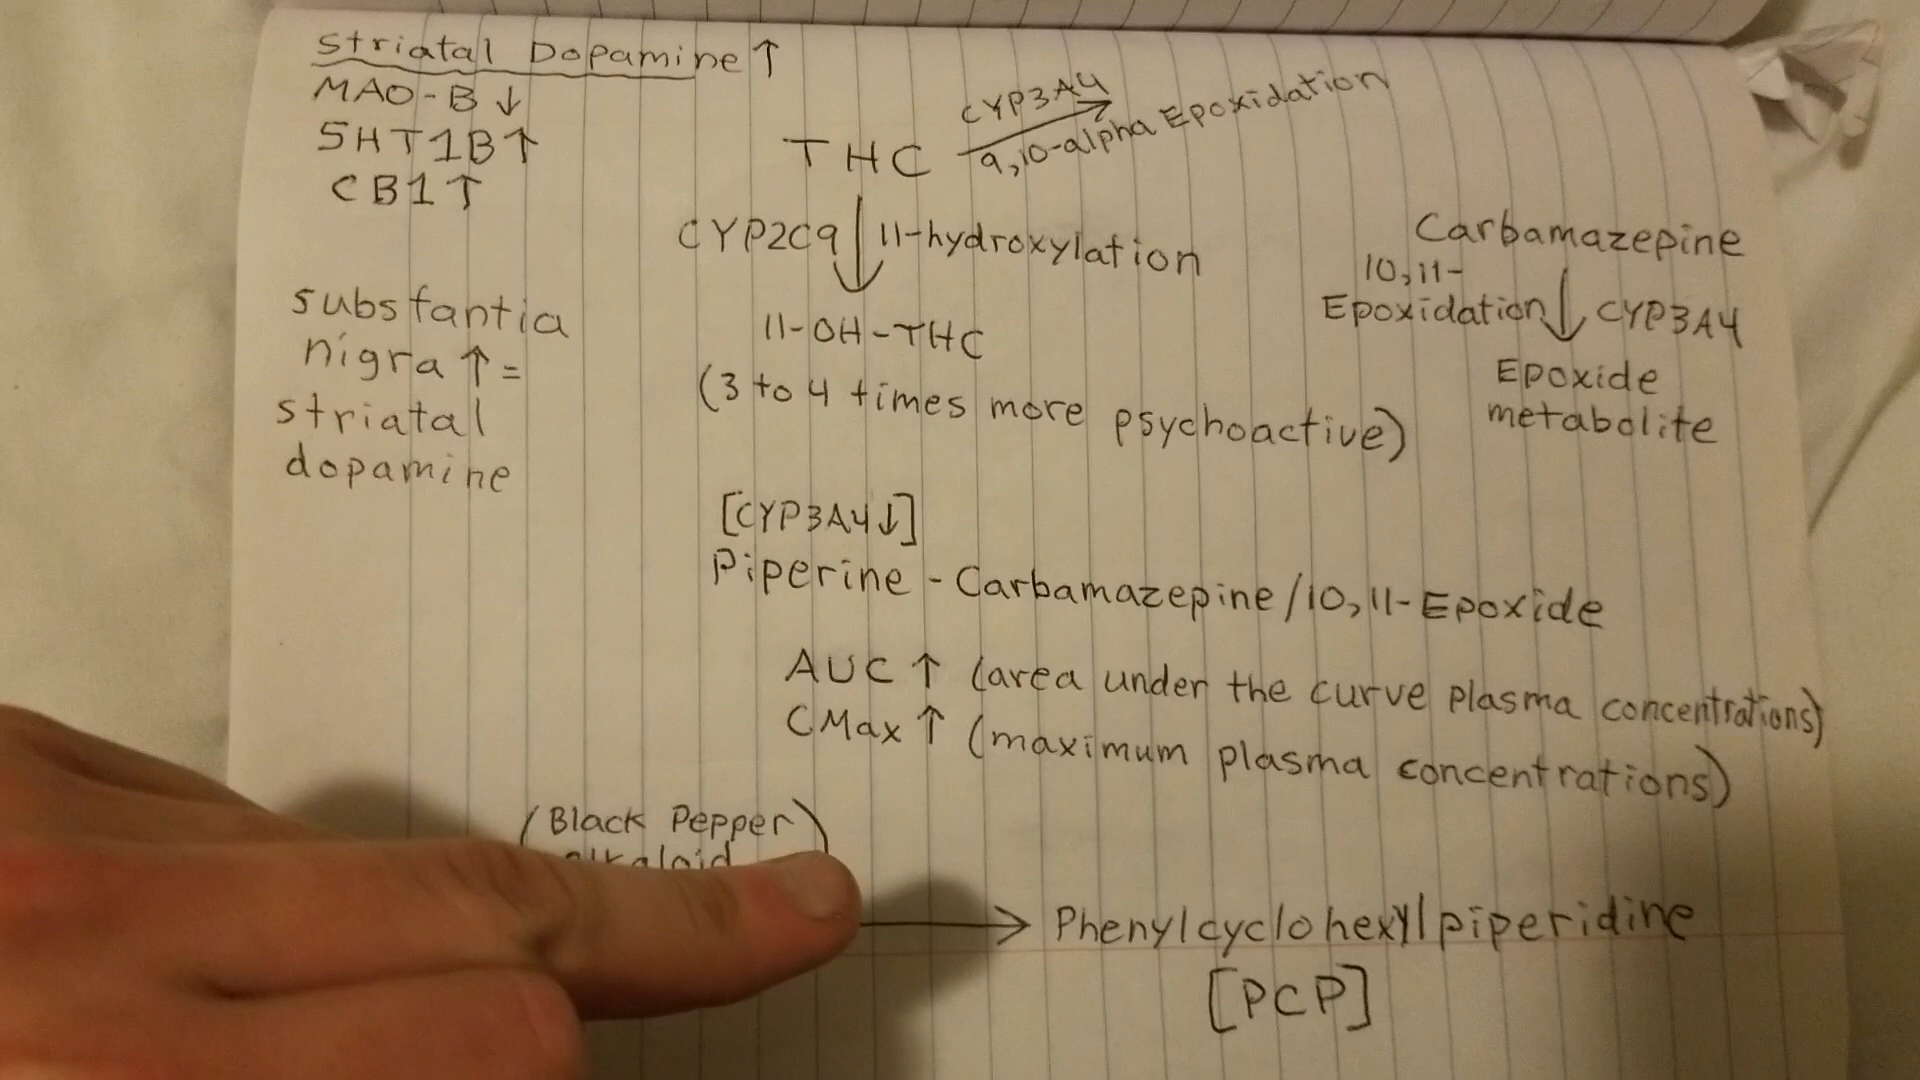 Striatal Dopamine ↑
MAO-B ↓
5HT1B ↑
CB1 ↑
substantia
nigra ↑ =
striatal
dopamine
THC
CYP3A4
9,10-alpha Epoxidation
CYP2C9 11-hydroxylation
11-OH-THC
(3 to 4 times more psychoactive)
Carbamazepine
10,11-
Epoxidation CYP3A4
Epoxide
metabolite
[CYP3A4↓]
Piperine - Carbamazepine/10,11-Epoxide
AUC ↑ (area under the curve plasma concentrations)
CMax ↑ (maximum plasma concentrations)
(Black Pepper)
→ Phenylcyclohexylpiperidine
[PCP]